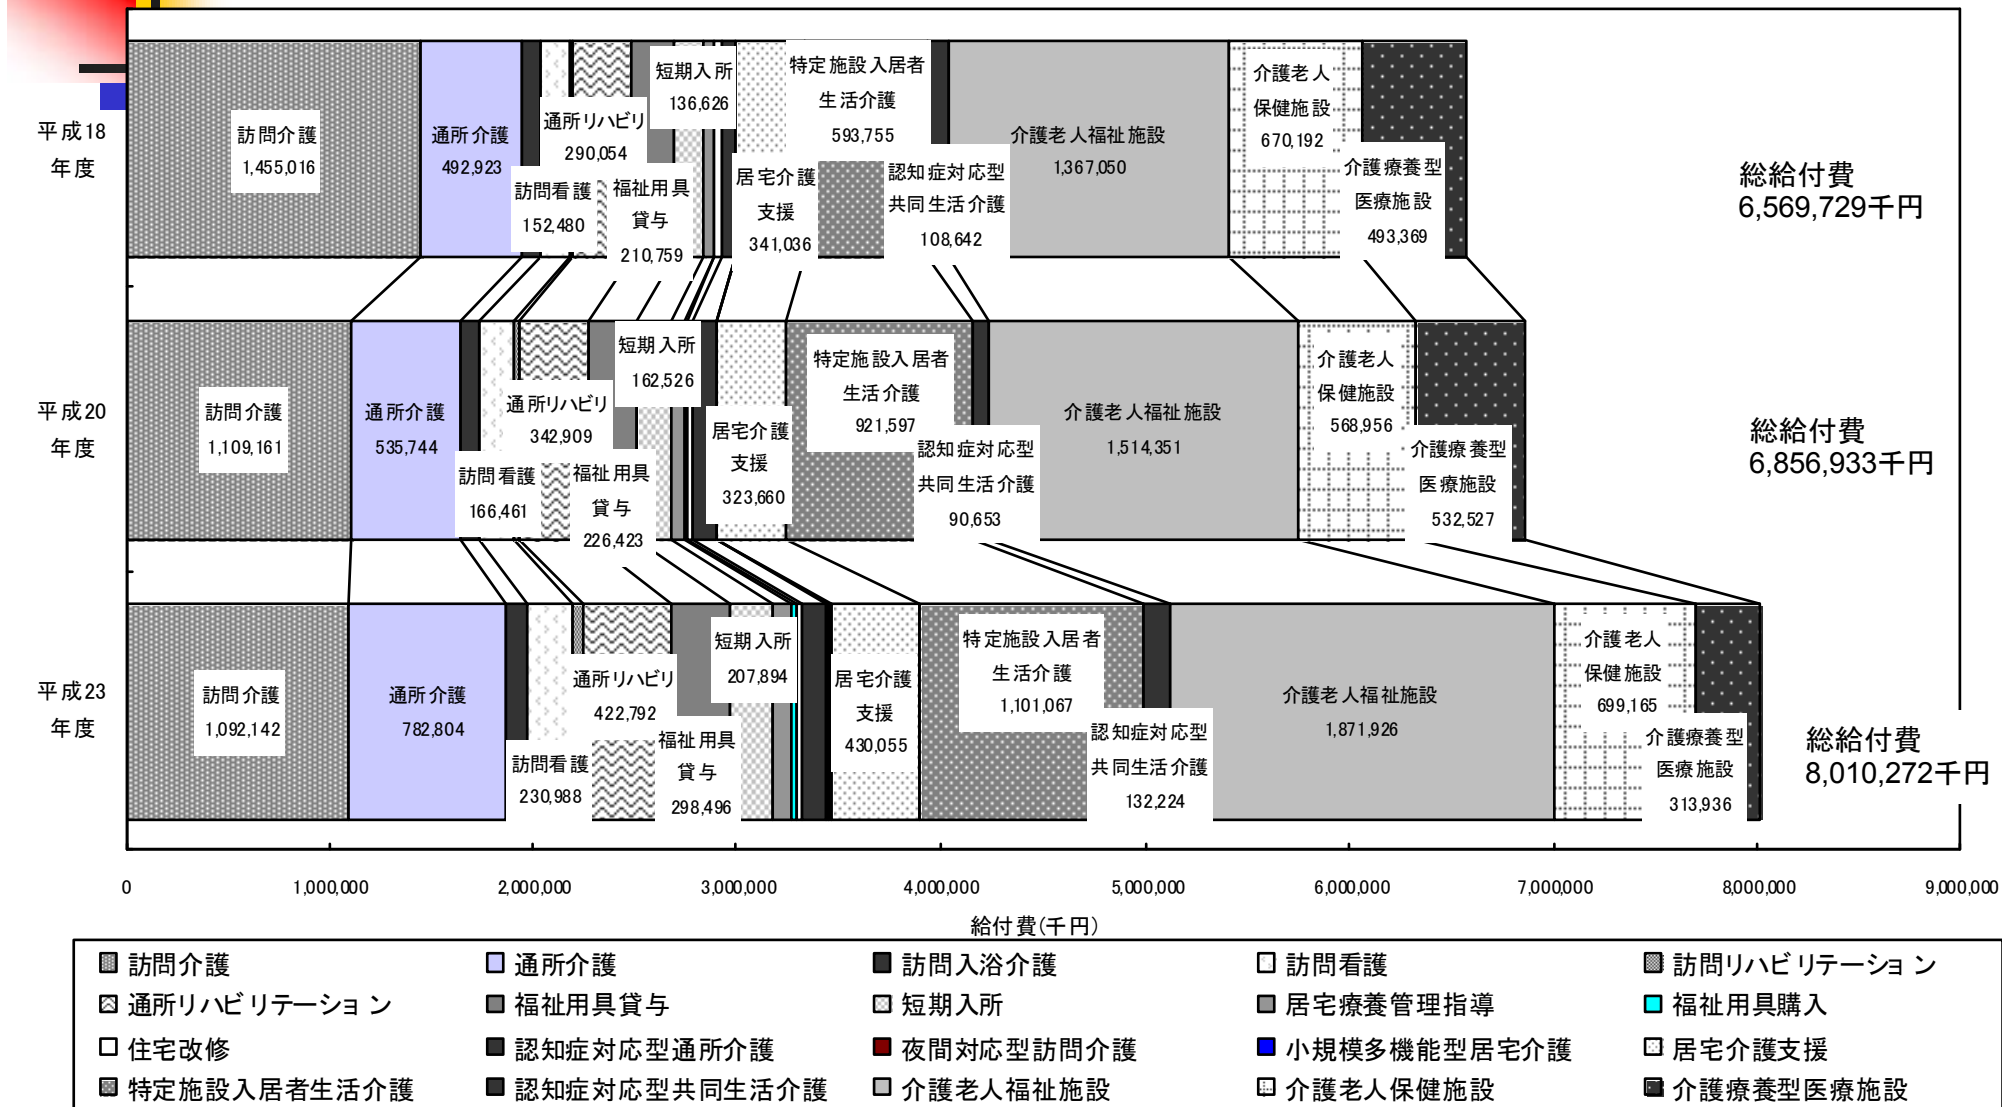 平成18
年度
訪問介護
1,455,016
通所介護
492,923
訪問看護
152,480
通所リハビリ
290,054
福祉用具
貸与
210,759
短期入所
136,626
居宅介護
支援
341,036
特定施設入居者
生活介護
593,755
認知症対応型
共同生活介護
108,642
介護老人福祉施設
1,367,050
介護老人
保健施設
670,192
介護療養型
医療施設
493,369
総給付費
6,569,729千円
平成20
年度
訪問介護
1,109,161
通所介護
535,744
訪問看護
166,461
通所リハビリ
342,909
福祉用具
貸与
226,423
短期入所
162,526
居宅介護
支援
323,660
特定施設入居者
生活介護
921,597
認知症対応型
共同生活介護
90,653
介護老人福祉施設
1,514,351
介護老人
保健施設
568,956
介護療養型
医療施設
532,527
総給付費
6,856,933千円
平成23
年度
訪問介護
1,092,142
通所介護
782,804
訪問看護
230,988
通所リハビリ
422,792
福祉用具
貸与
298,496
短期入所
207,894
居宅介護
支援
430,055
特定施設入居者
生活介護
1,101,067
認知症対応型
共同生活介護
132,224
介護老人福祉施設
1,871,926
介護老人
保健施設
699,165
介護療養型
医療施設
313,936
総給付費
8,010,272千円
0 1,000,000 2,000,000 3,000,000 4,000,000 5,000,000 6,000,000 7,000,000 8,000,000 9,000,000
給付費(千円)
訪問介護 通所介護 訪問入浴介護 訪問看護 訪問リハビリテーション
通所リハビリテーション 福祉用具貸与 短期入所 居宅療養管理指導 福祉用具購入
住宅改修 認知症対応型通所介護 夜間対応型訪問介護 小規模多機能型居宅介護 居宅介護支援
特定施設入居者生活介護 認知症対応型共同生活介護 介護老人福祉施設 介護老人保健施設 介護療養型医療施設